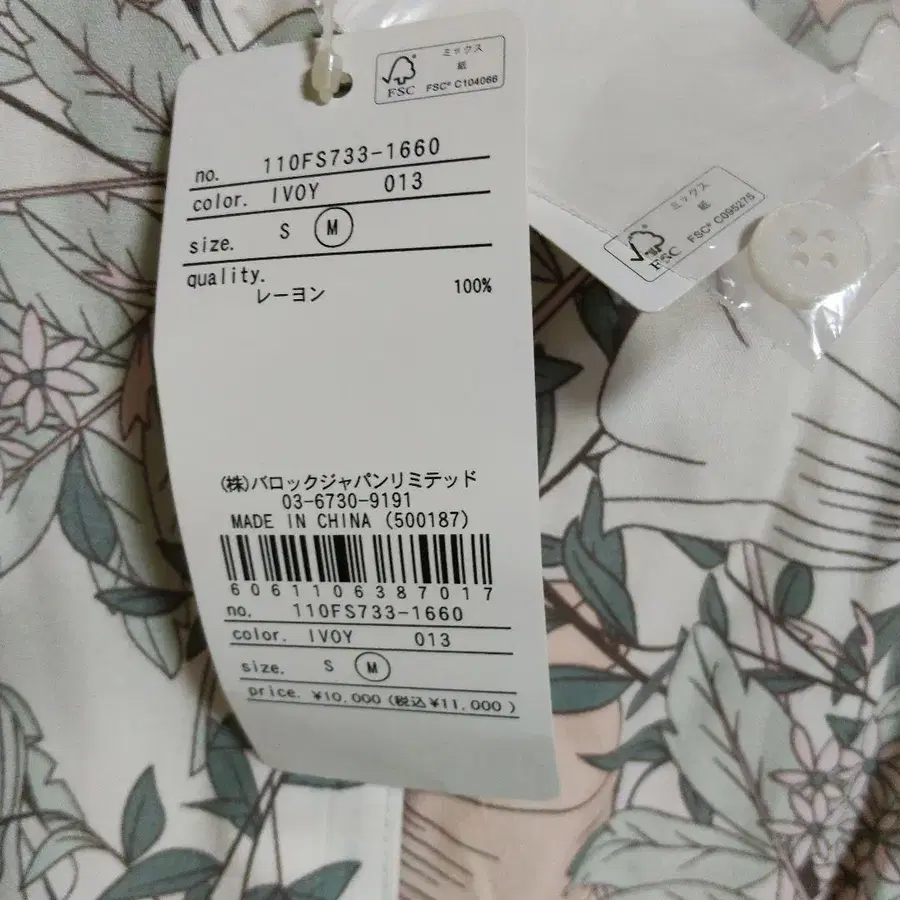 ミックス
紙
FSC
FSC® C104066
no. 110FS733-1660
color. IVOY 013
size. S M
quality.
レーヨン 100%
(株)バロックジャパンリミテッド
03-6730-9191
MADE IN CHINA (500187)
6061106387017
no. 110FS733-1660
color. IVOY 013
size. S M
price. ¥10,000 (税込¥11,000)
ミックス
紙
FSC
FSC® C095275